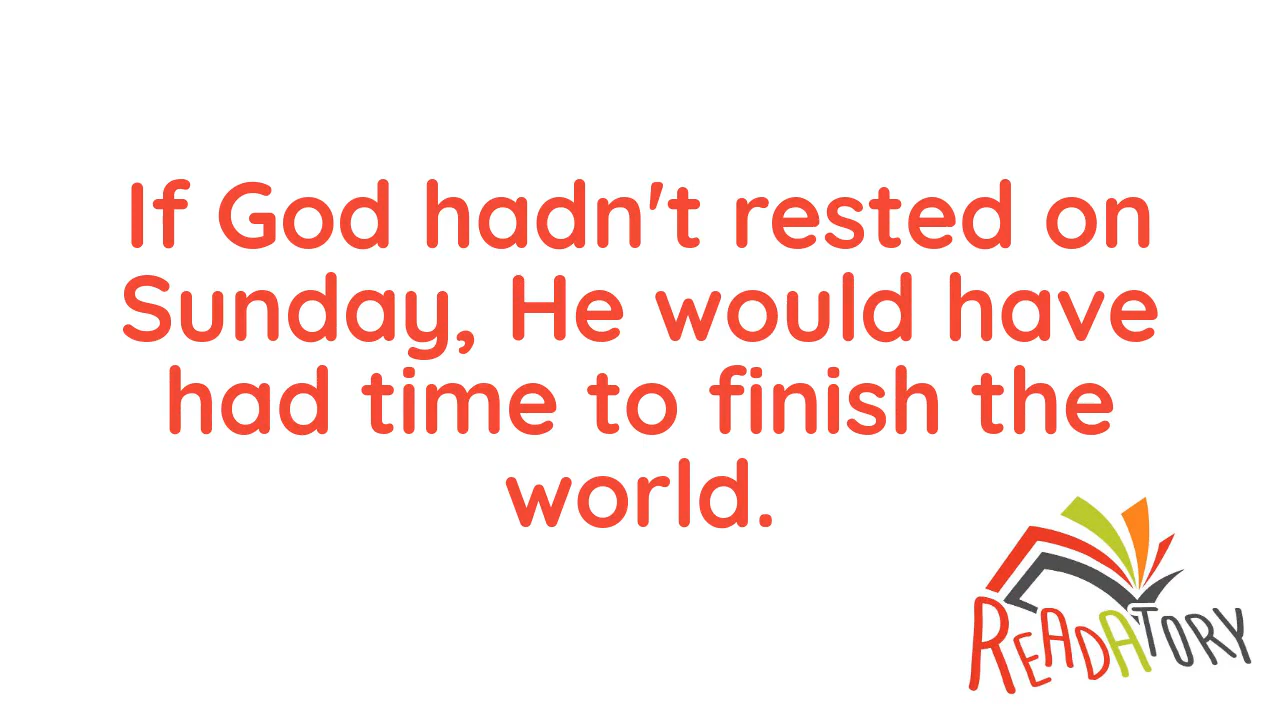 If God hadn't rested on
Sunday, He would have
had time to finish the
world.
READATORY